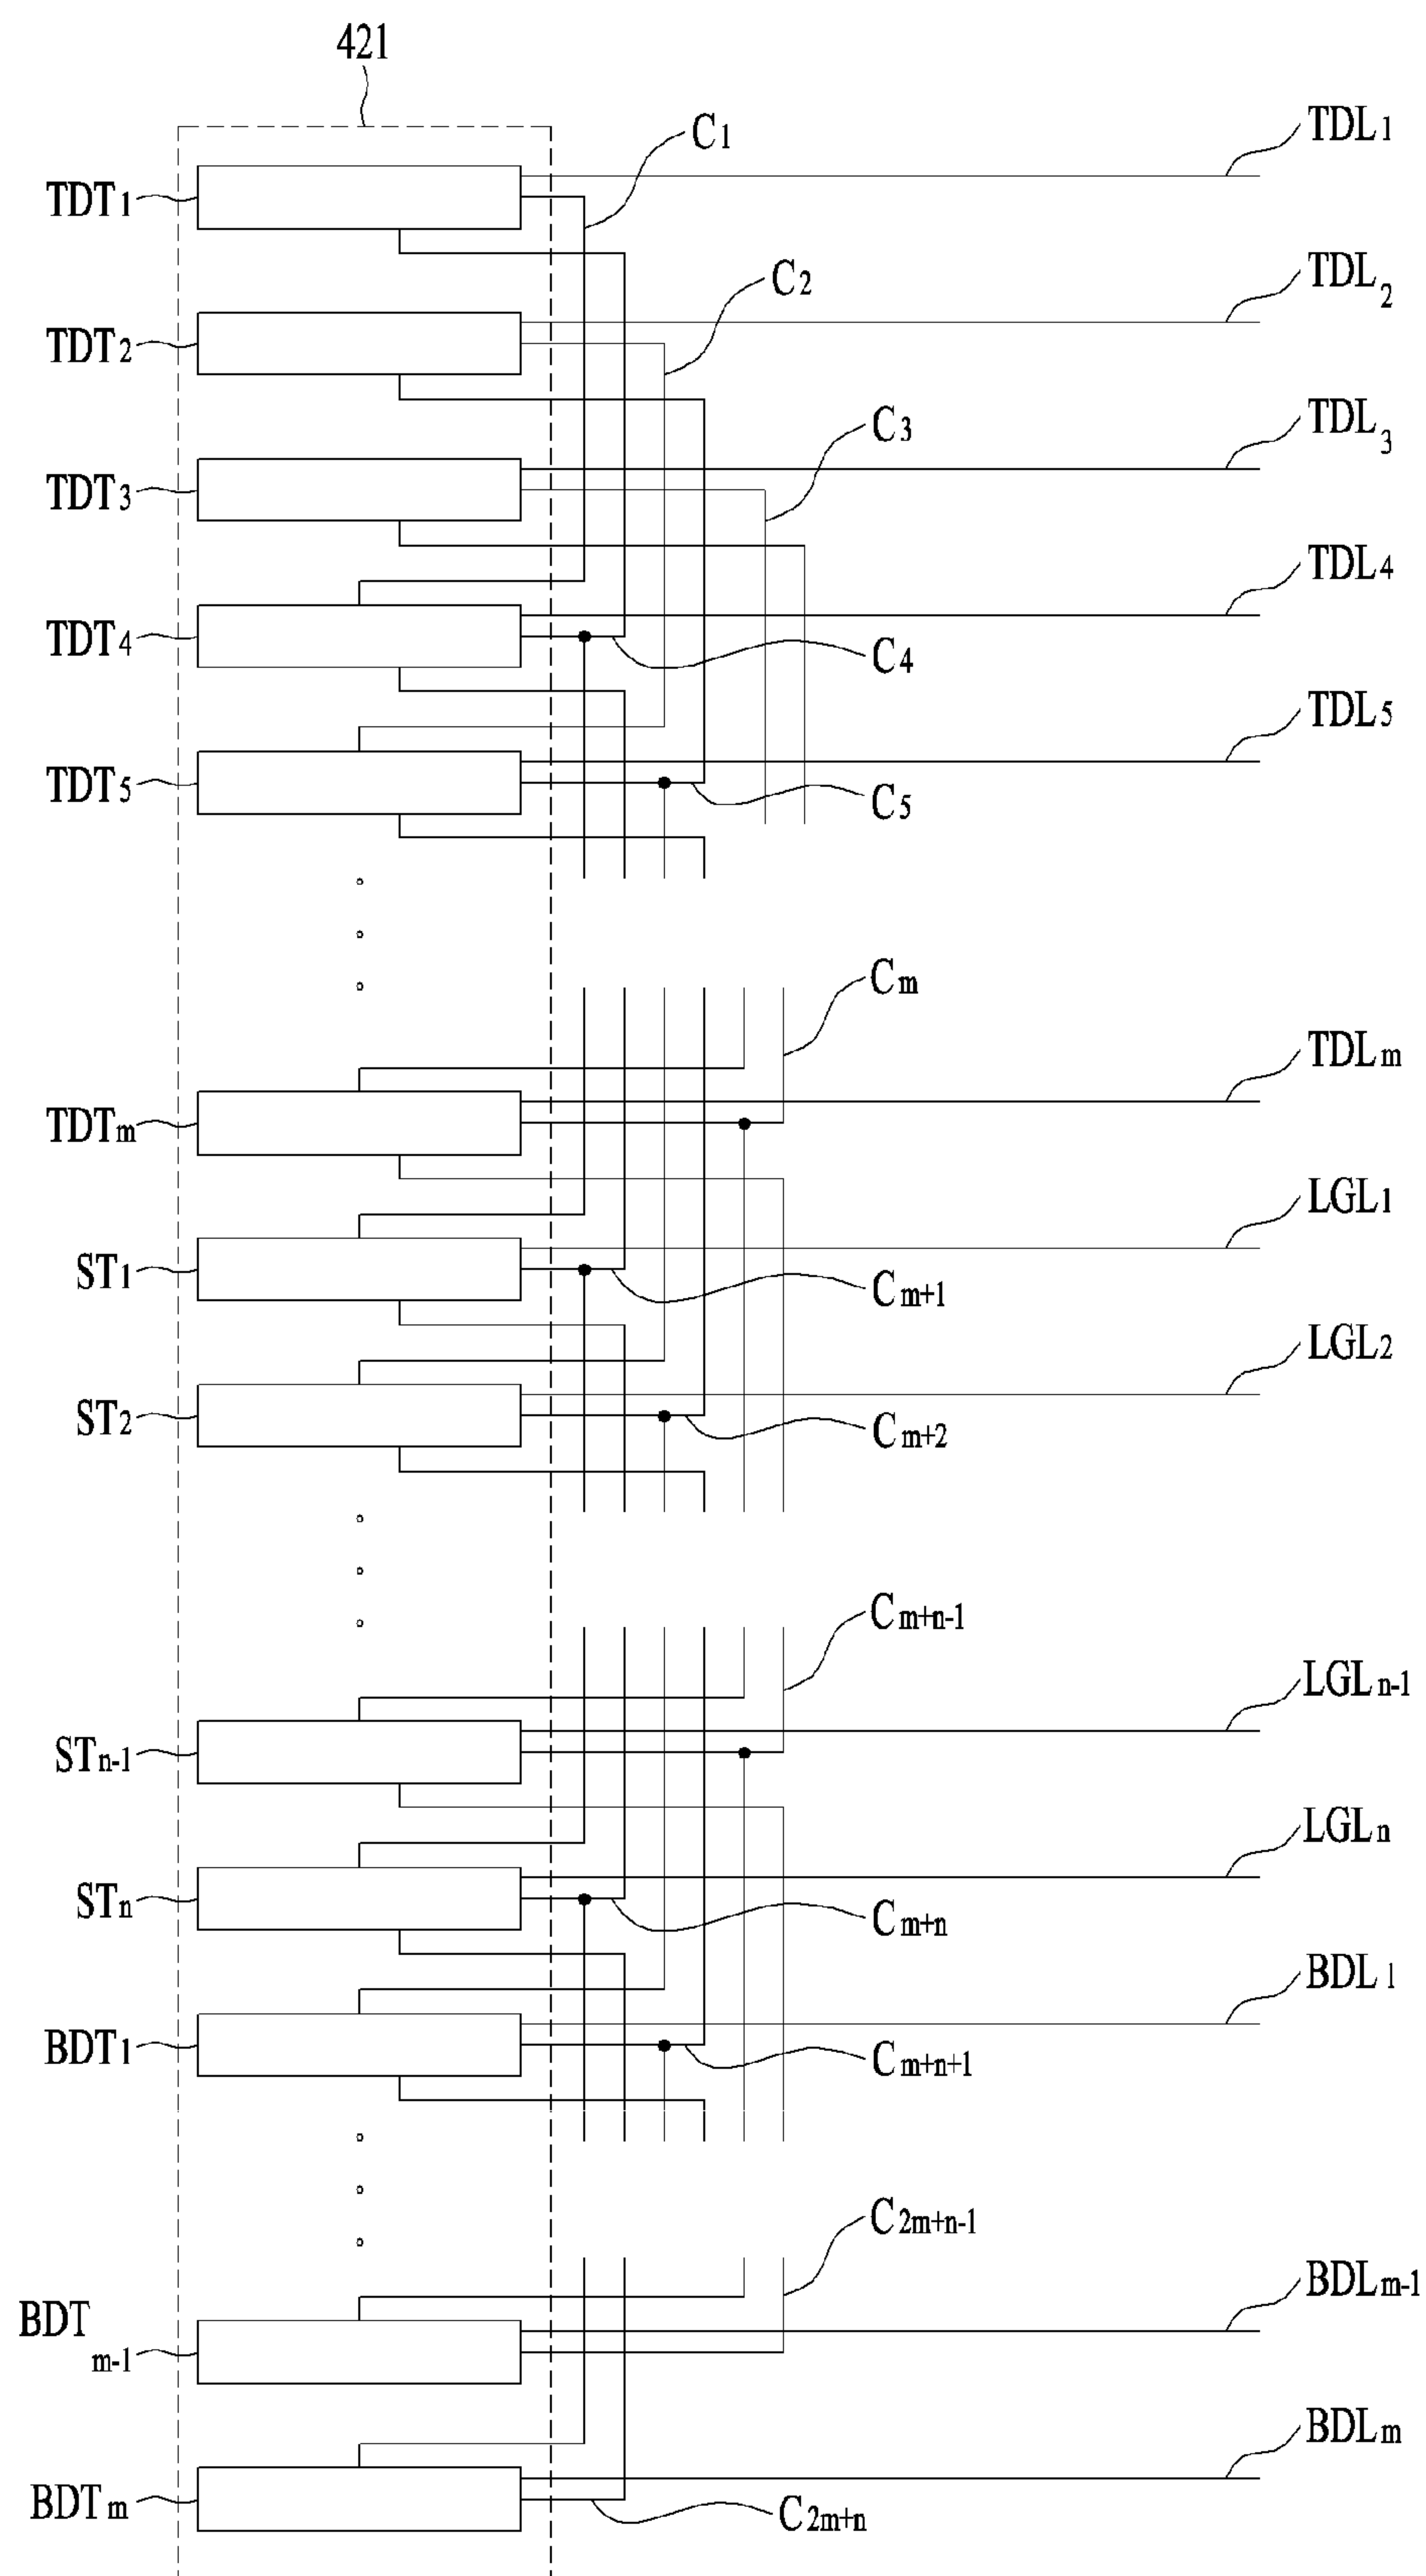 421
C1
TDL1
TDT1
C2
TDL2
TDT2
C3
TDL3
TDT3
TDL4
TDT4
C4
TDL5
TDT5
C5
Cm
TDLm
TDTm
LGL1
ST1
Cm+1
LGL2
ST2
Cm+2
Cm+n-1
LGLn-1
STn-1
LGLn
STn
Cm+n
BDL1
BDT1
Cm+n+1
C2m+n-1
BDLm-1
BDT
m-1
BDLm
BDTm
C2m+n